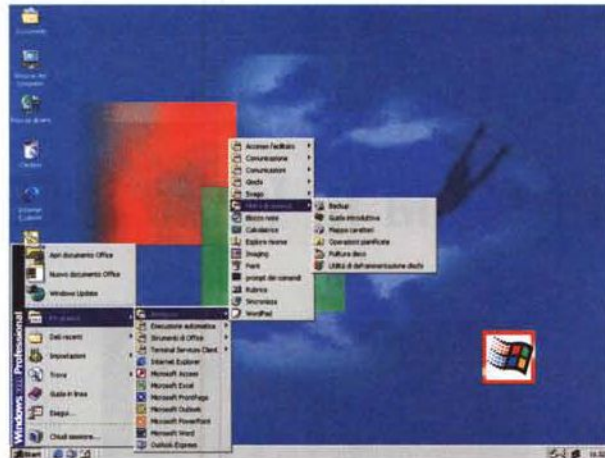 Accesso facilitato
Comunicazione
Comunicazioni
Giochi
Svago
Blocco note
Calcolatrice
Esplora risorse
Imaging
Paint
prompt dei comandi
Rubrica
Sincronizza
WordPad
Backup
Guida introduttiva
Mappa caratteri
Operazioni pianificate
Pulitura disco
Utilità di deframmentazione dischi
Apri documento Office
Nuovo documento Office
Windows Update
Dati recenti
Impostazioni
Trova
Guida in linea
Esegui...
Chiudi sessione...
Windows
Professional
Esecuzione automatica
Strumenti di Office
Terminal Services Client
Internet Explorer
Microsoft Access
Microsoft Excel
Microsoft FrontPage
Microsoft Outlook
Microsoft PowerPoint
Microsoft Word
Outlook Express
Start